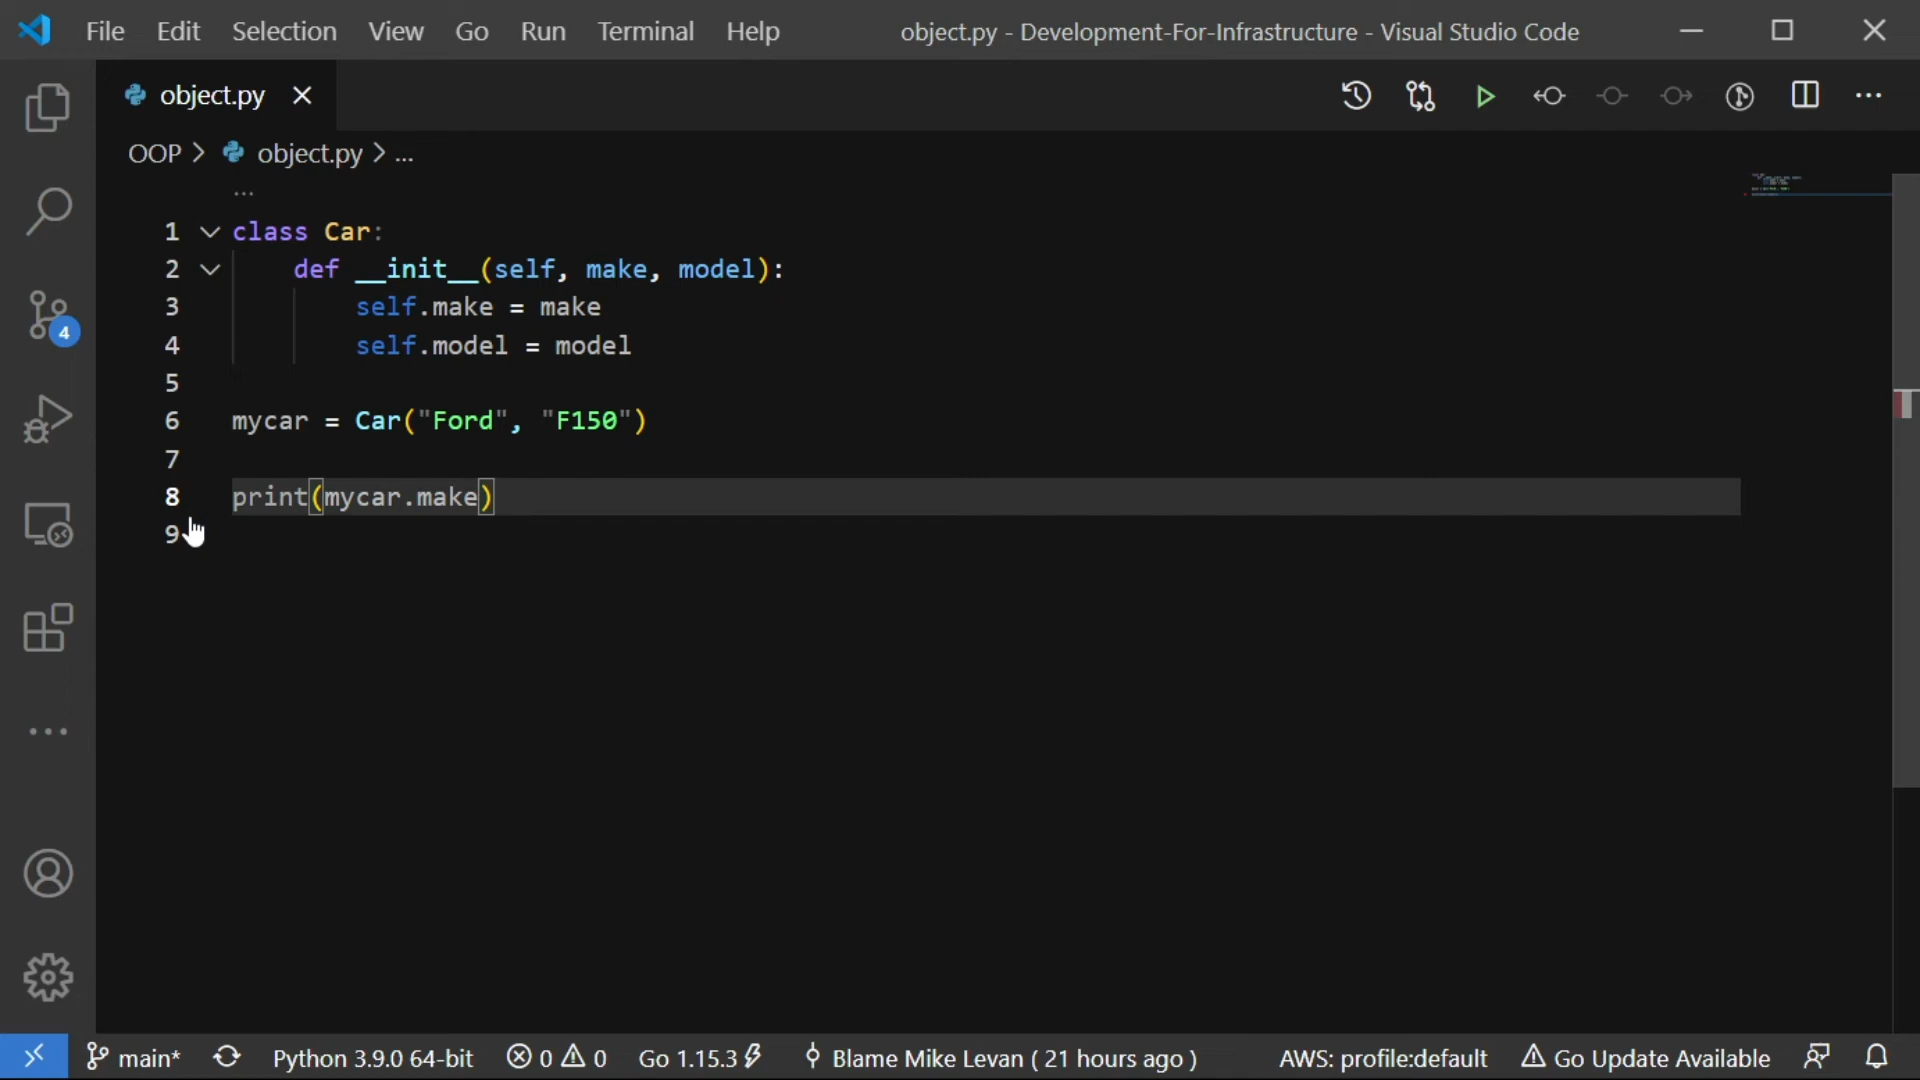 File Edit Selection View Go Run Terminal Help object.py - Development-For-Infrastructure - Visual Studio Code
object.py
OOP > object.py > ...
...
1 class Car:
2     def __init__(self, make, model):
3         self.make = make
4         self.model = model
5
6 mycar = Car("Ford", "F150")
7
8 print(mycar.make)
9
4
main* Python 3.9.0 64-bit 0 0 Go 1.15.3 Blame Mike Levan ( 21 hours ago ) AWS: profile:default Go Update Available